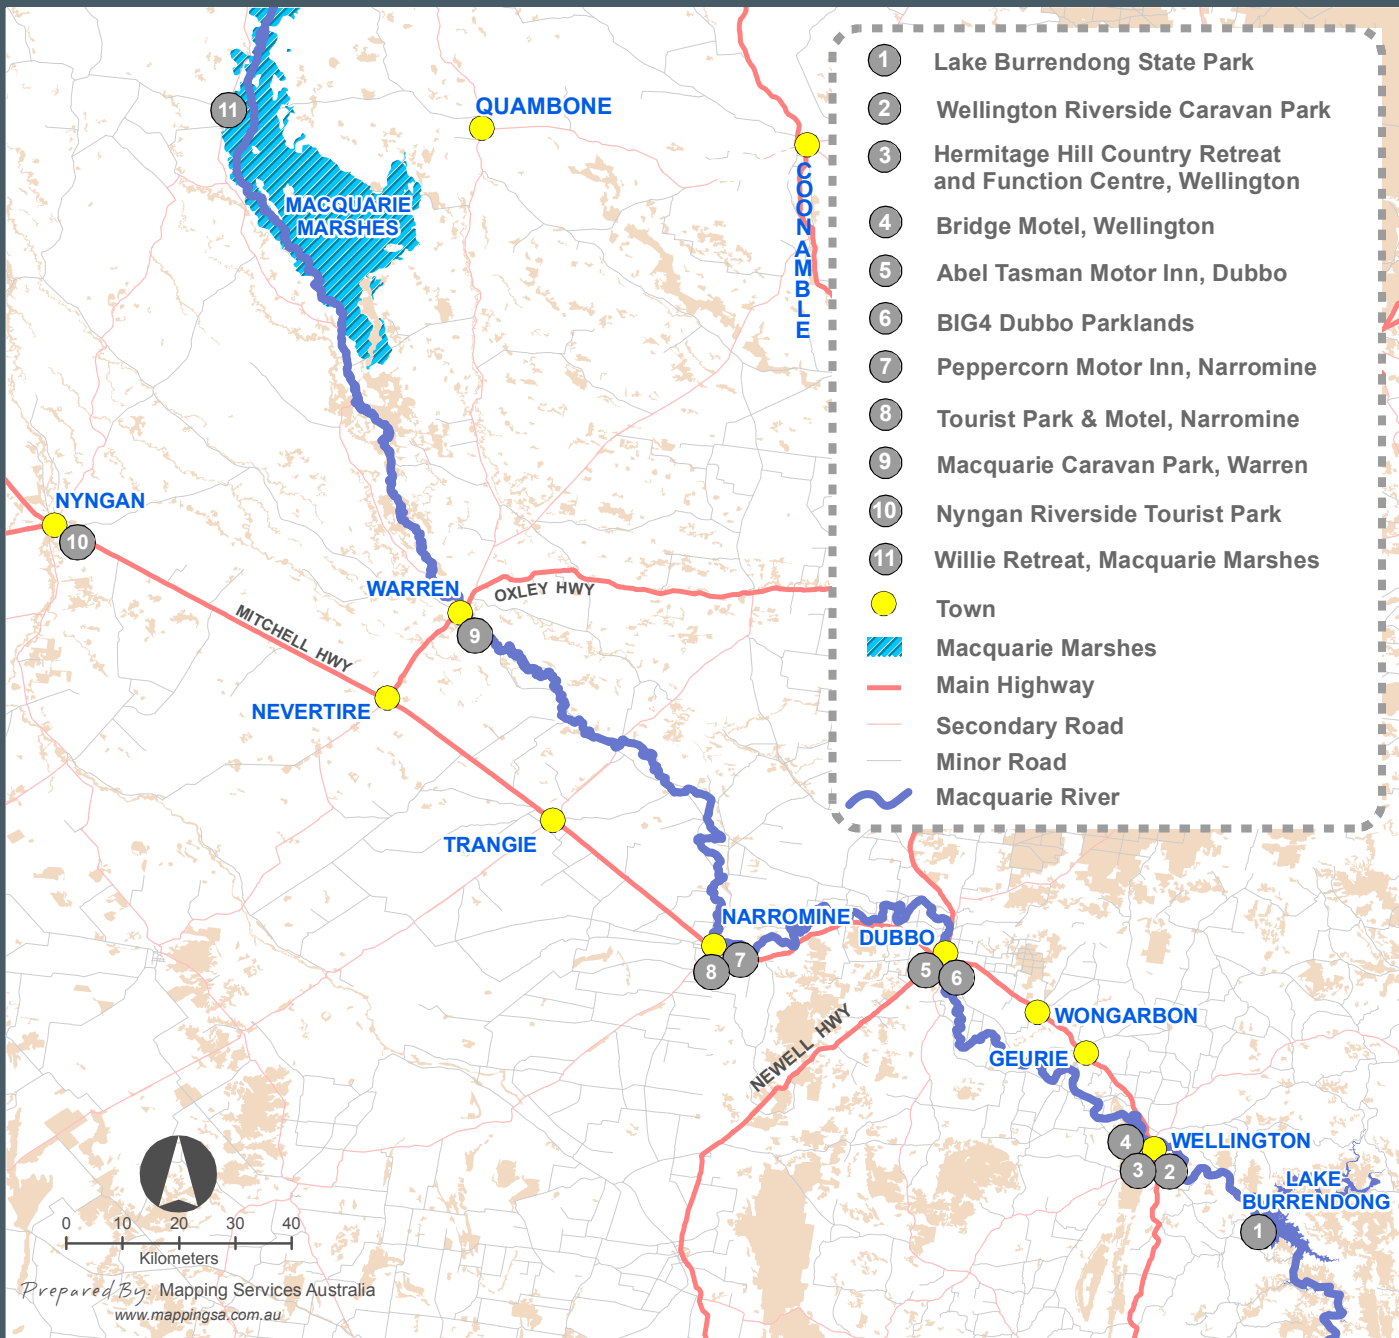 1 Lake Burrendong State Park
2 Wellington Riverside Caravan Park
3 Hermitage Hill Country Retreat
and Function Centre, Wellington
4 Bridge Motel, Wellington
5 Abel Tasman Motor Inn, Dubbo
6 BIG4 Dubbo Parklands
7 Peppercorn Motor Inn, Narromine
8 Tourist Park & Motel, Narromine
9 Macquarie Caravan Park, Warren
10 Nyngan Riverside Tourist Park
11 Willie Retreat, Macquarie Marshes
Town
Macquarie Marshes
Main Highway
Secondary Road
Minor Road
Macquarie River
11
QUAMBONE
COONAMBLE
MACQUARIE
MARSHES
NYNGAN
10
WARREN
OXLEY HWY
9
MITCHELL HWY
NEVERTIRE
TRANGIE
NARROMINE
DUBBO
7
8
5
6
WONGARBON
NEWELL HWY
GEURIE
4
WELLINGTON
3
2
LAKE
BURRENDONG
1
0 10 20 30 40
Kilometers
Prepared By: Mapping Services Australia
www.mappingsa.com.au